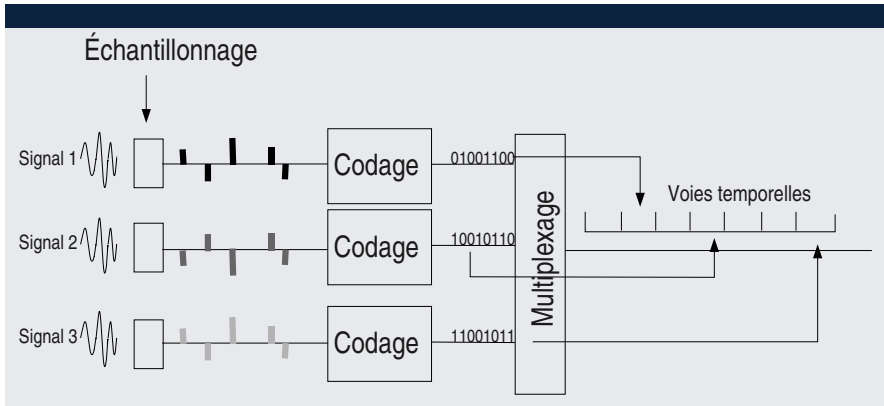 Échantillonnage
Signal 1
Codage
01001100
Voies temporelles
Signal 2
Codage
10010110
Multiplexage
Signal 3
Codage
11001011